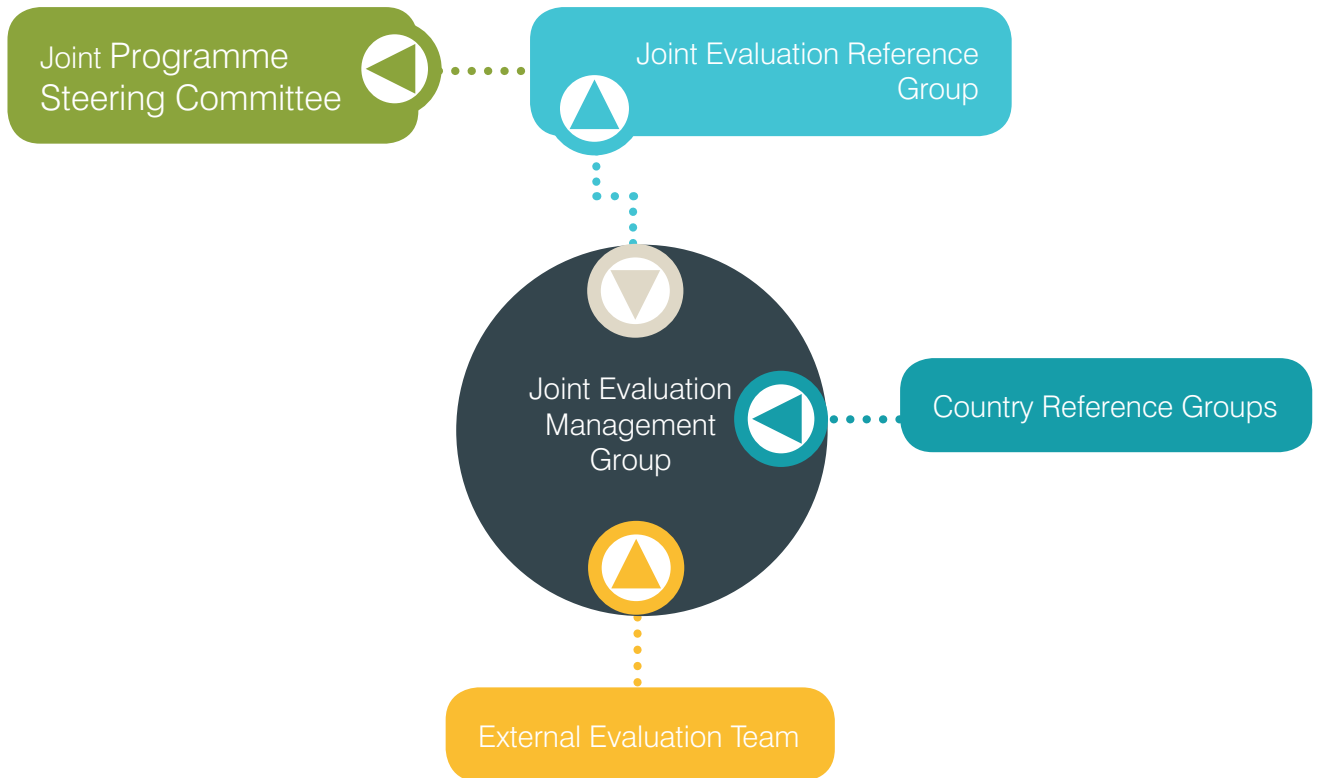 Joint Programme
Steering Committee
Joint Evaluation Reference
Group
Joint Evaluation
Management
Group
Country Reference Groups
External Evaluation Team